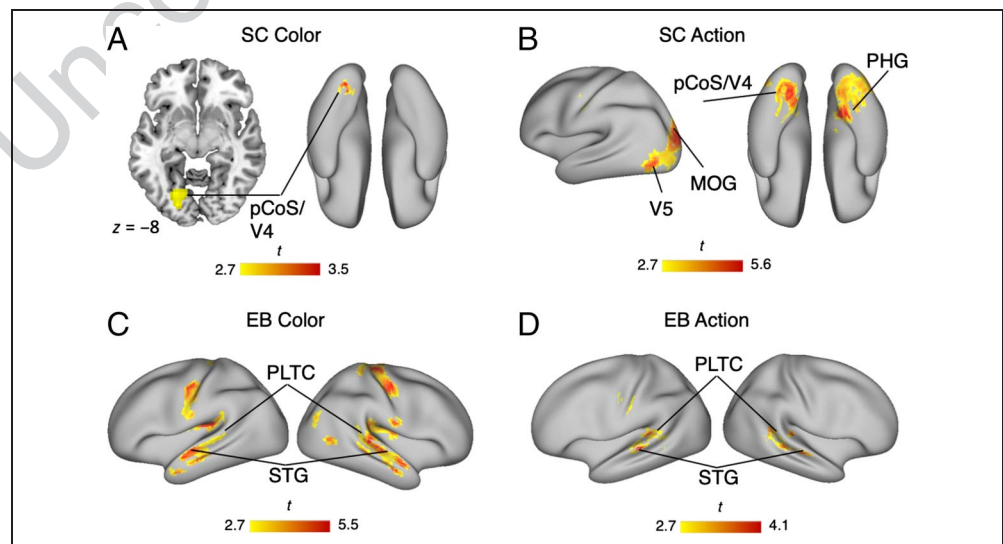 Unc
A
SC Color
pCoS/
V4
z = −8
t
2.7
3.5
B
SC Action
pCoS/V4
PHG
MOG
V5
t
2.7
5.6
C
EB Color
PLTC
STG
t
2.7
5.5
D
EB Action
PLTC
STG
t
2.7
4.1